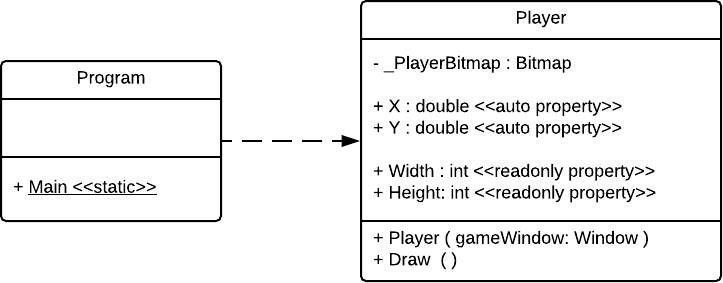 Program
+ Main <<static>>
Player
- _PlayerBitmap : Bitmap
+ X : double <<auto property>>
+ Y : double <<auto property>>
+ Width : int <<readonly property>>
+ Height: int <<readonly property>>
+ Player ( gameWindow: Window )
+ Draw  ( )